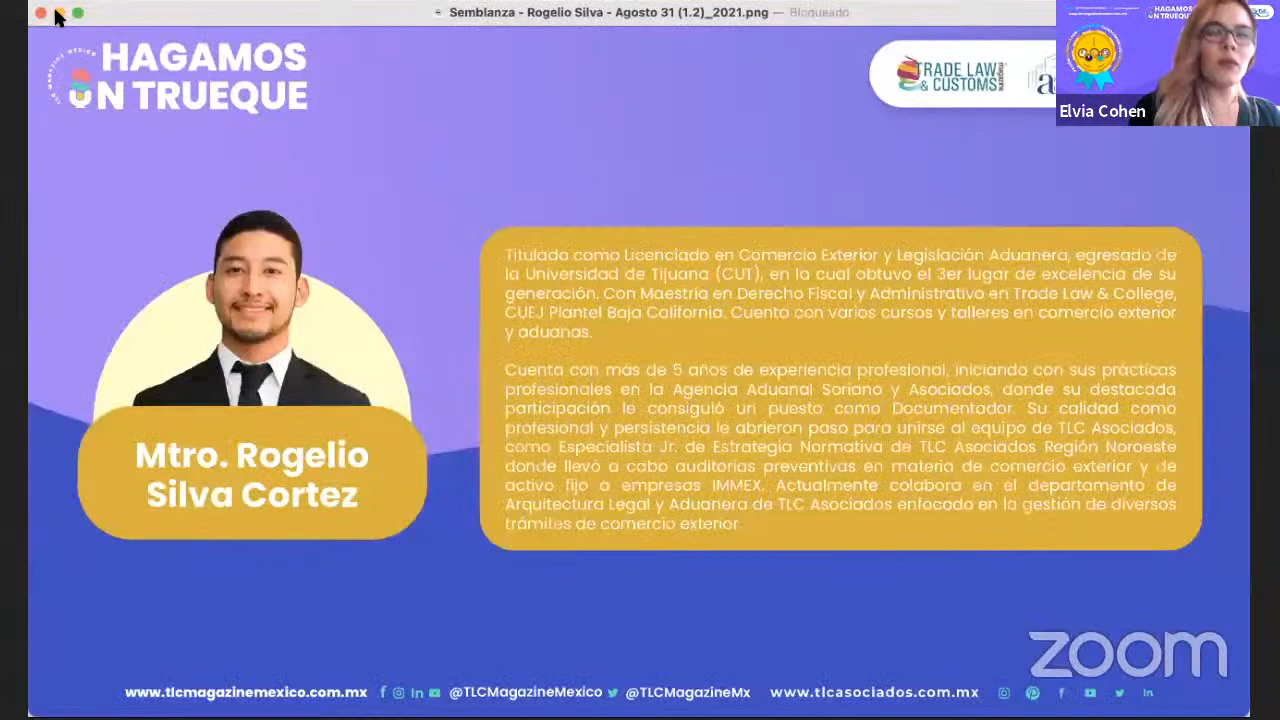 Semblanza - Rogelio Silva - Agosto 31 (1.2)_2021.png — Bloqueado
HAGAMOS
UN TRUEQUE
TRADE LAW
& CUSTOMS
magazine
HAGAMOS
UN TRUEQUE
Elvia Cohen
Titulada como Licenciado en Comercio Exterior y Legislación Aduanera, egresado de
la Universidad de Tijuana (CUT), en la cual obtuvo el 3er lugar de excelencia de su
generación. Con Maestría en Derecho Fiscal y Administrativo en Trade Law & College,
CUEJ Plantel Baja California. Cuento con varios cursos y talleres en comercio exterior
y aduanas.
Cuenta con más de 5 años de experiencia profesional, iniciando con sus prácticas
profesionales en la Agencia Aduanal Soriano y Asociados, donde su destacada
participación le consiguió un puesto como Documentador. Su calidad como
profesional y persistencia le abrieron paso para unirse al equipo de TLC Asociados,
como Especialista Jr. de Estrategia Normativa de TLC Asociados Región Noroeste
donde llevó a cabo auditorías preventivas en materia de comercio exterior y de
activo fijo a empresas IMMEX. Actualmente colabora en el departamento de
Arquitectura Legal y Aduanera de TLC Asociados enfocado en la gestión de diversos
trámites de comercio exterior
Mtro. Rogelio
Silva Cortez
zoom
www.tlcmagazinemexico.com.mx @TLCMagazineMexico @TLCMagazineMx www.tlcasociados.com.mx